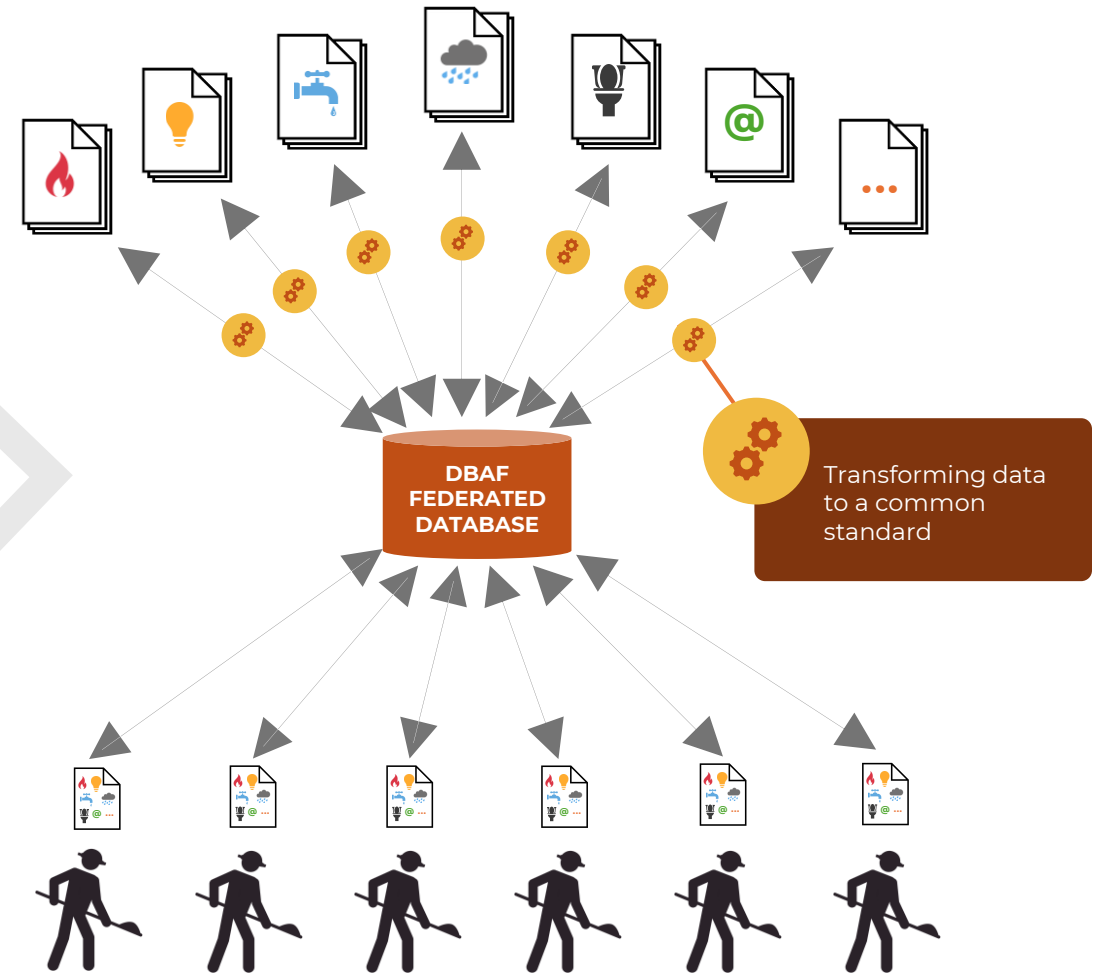 @
...
DBAF
FEDERATED
DATABASE
Transforming data
to a common
standard
@ ...
@ ...
@ ...
@ ...
@ ...
@ ...